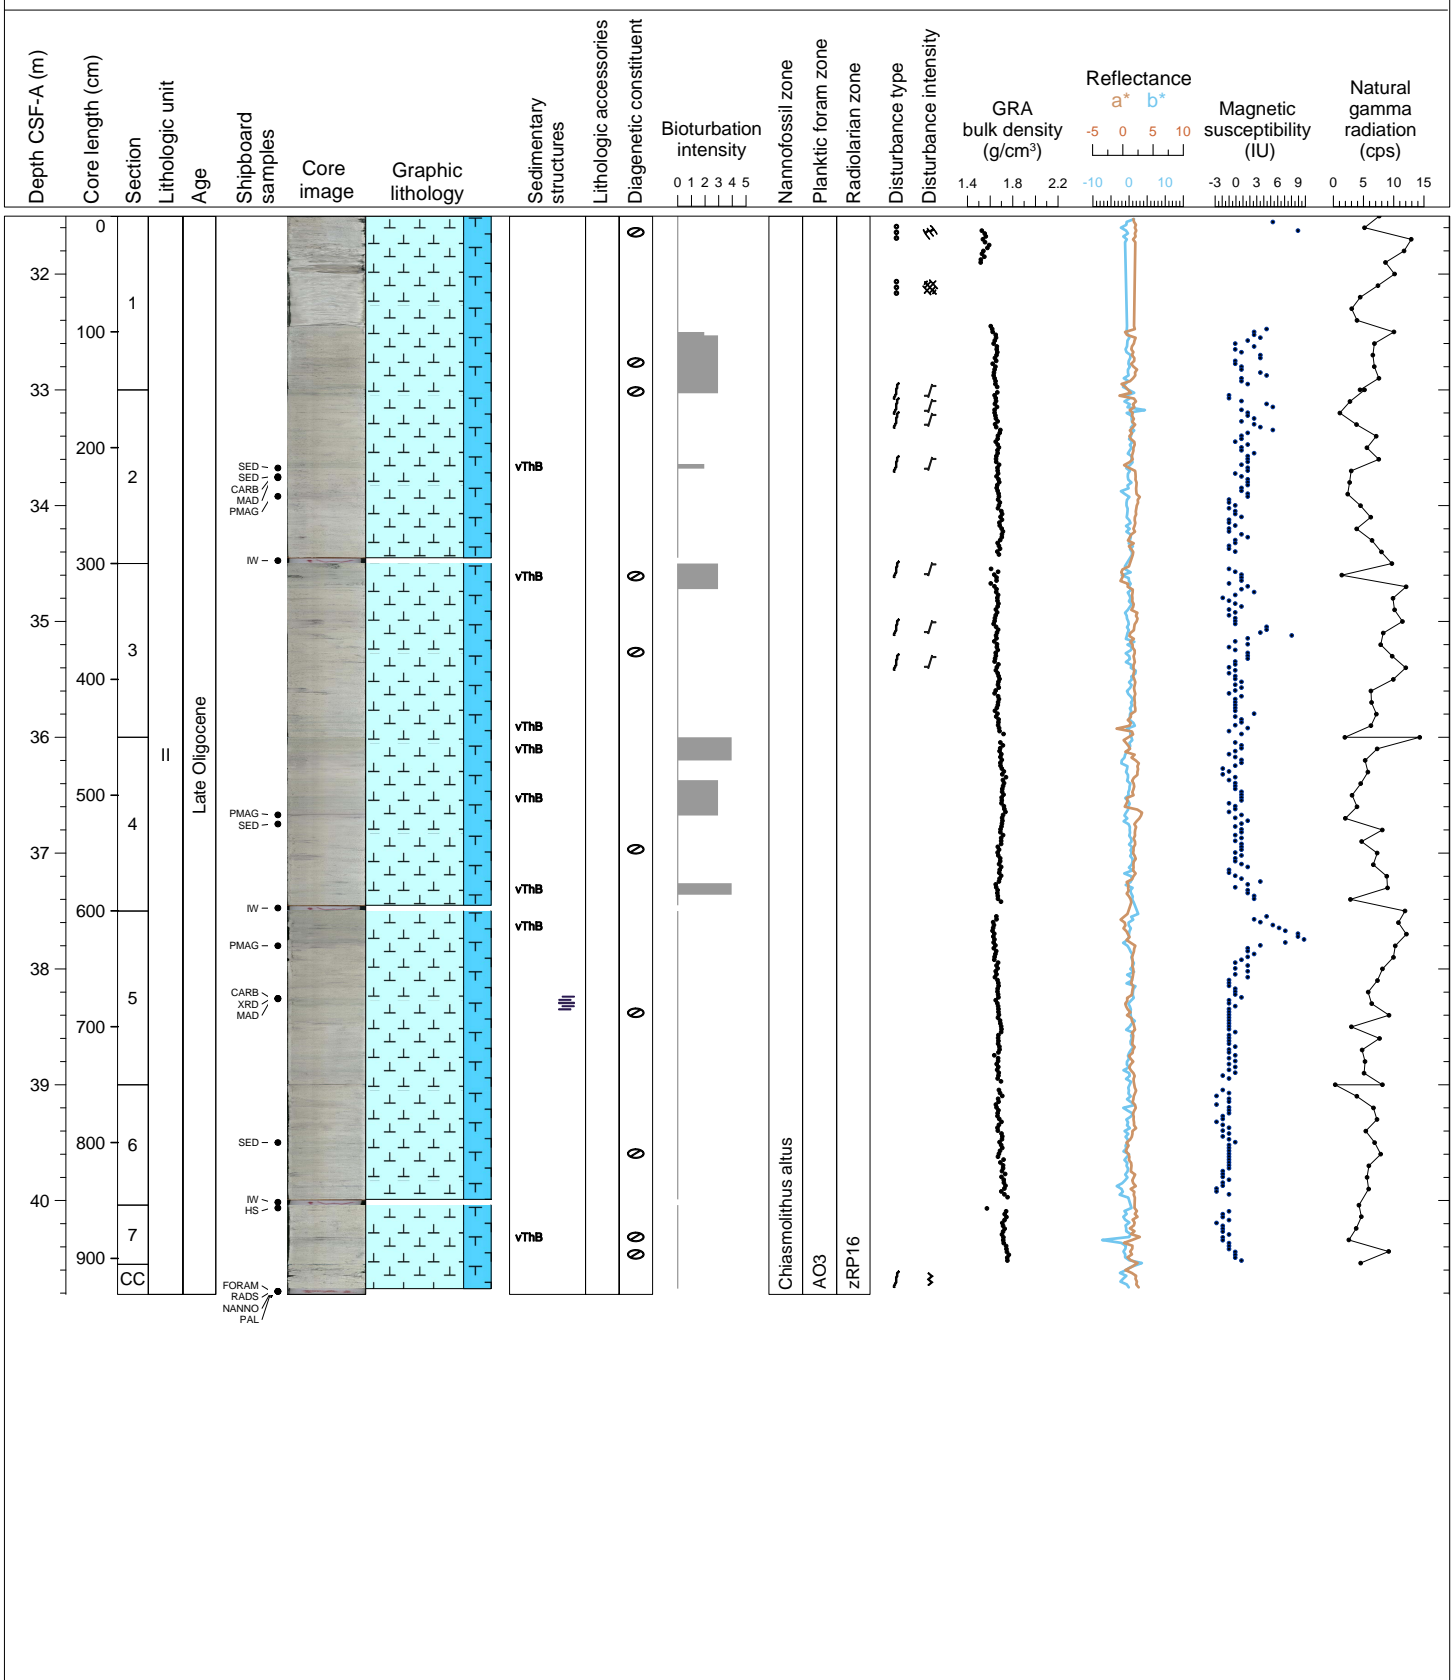 Depth CSF-A (m)
Core length (cm)
Section
Lithologic unit
Age
Shipboard
samples
Core
image
Graphic
lithology
Sedimentary
structures
Lithologic accessories
Diagenetic constituent
Bioturbation
intensity
0 1 2 3 4 5
Nannofossil zone
Planktic foram zone
Radiolarian zone
Disturbance type
Disturbance intensity
GRA
bulk density
(g/cm³)
1.4 1.8 2.2
Reflectance
a* b*
-5 0 5 10
-10 0 10
Magnetic
susceptibility
(IU)
-3 0 3 6 9
Natural
gamma
radiation
(cps)
0 5 10 15
32
33
34
35
36
37
38
39
40
0
100
200
300
400
500
600
700
800
900
1
2
3
4
5
6
7
CC
II
Late Oligocene
SED
SED
CARB
MAD
PMAG
IW
PMAG
SED
IW
PMAG
CARB
XRD
MAD
SED
IW
HS
FORAM
RADS
NANNO
PAL
vThB
vThB
vThB
vThB
vThB
vThB
vThB
vThB
Chiasmolithus altus
AO3
zRP16